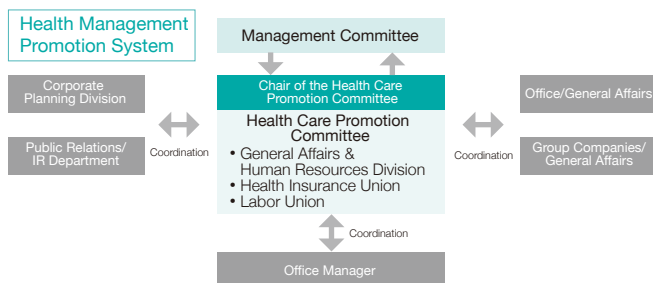 Health Management
Promotion System
Management Committee
Chair of the Health Care
Promotion Committee
Health Care Promotion
Committee
• General Affairs &
Human Resources Division
• Health Insurance Union
• Labor Union
Corporate
Planning Division
Public Relations/
IR Department
Coordination
Office/General Affairs
Group Companies/
General Affairs
Coordination
Coordination
Office Manager